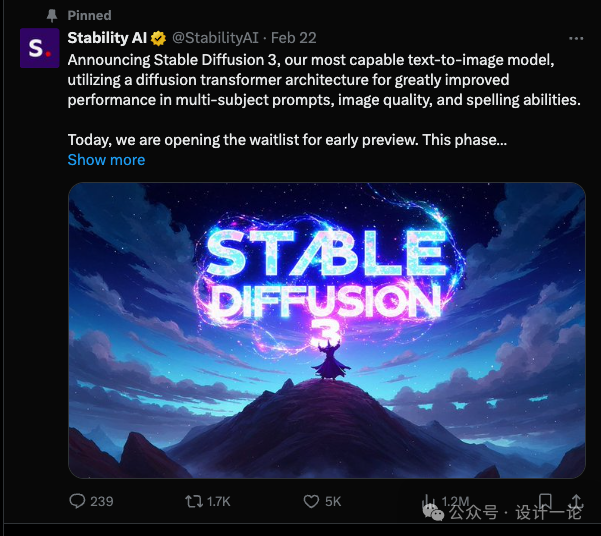 Pinned
Stability AI @StabilityAI · Feb 22
S.
Announcing Stable Diffusion 3, our most capable text-to-image model,
utilizing a diffusion transformer architecture for greatly improved
performance in multi-subject prompts, image quality, and spelling abilities.
Today, we are opening the waitlist for early preview. This phase...
Show more
STABLE
DIFFUSION
3
239 1.7K 5K 1.2M
公众号 · 设计一论